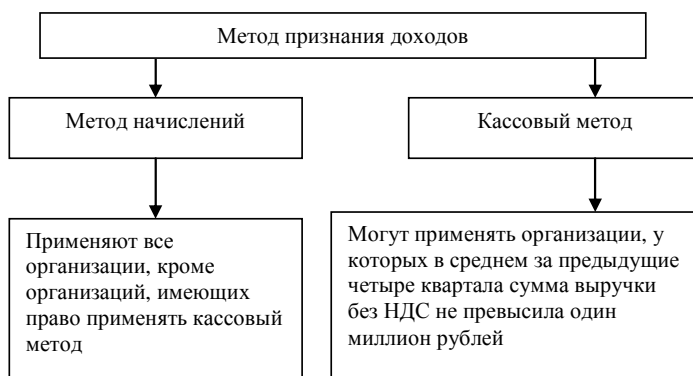 Метод признания доходов
Метод начислений
Кассовый метод
Применяют все
организации, кроме
организаций, имеющих
право применять кассовый
метод
Могут применять организации, у
которых в среднем за предыдущие
четыре квартала сумма выручки
без НДС не превысила один
миллион рублей